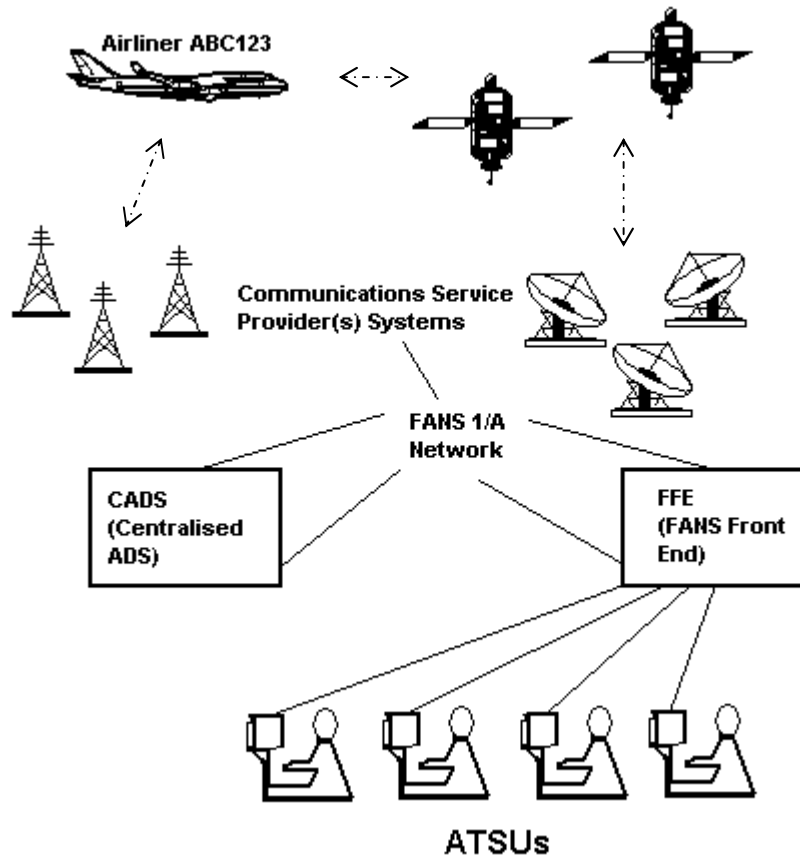 Airliner ABC123
Communications Service
Provider(s) Systems
FANS 1/A
Network
CADS
(Centralised
ADS)
FFE
(FANS Front
End)
ATSUs